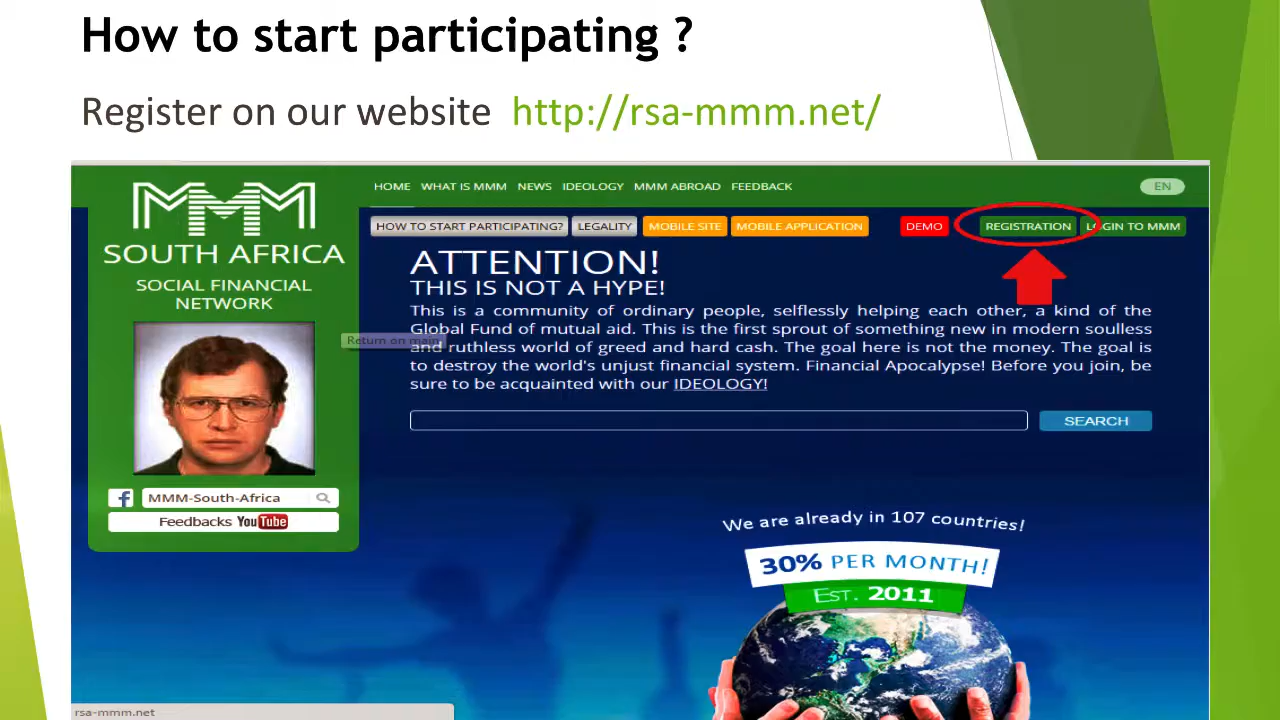 How to start participating ?
Register on our website http://rsa-mmm.net/
MMM
SOUTH AFRICA
SOCIAL FINANCIAL
NETWORK
MMM-South-Africa
Feedbacks YouTube
HOME WHAT IS MMM NEWS IDEOLOGY MMM ABROAD FEEDBACK EN
HOW TO START PARTICIPATING? LEGALITY MOBILE SITE MOBILE APPLICATION DEMO REGISTRATION LOGIN TO MMM
ATTENTION!
THIS IS NOT A HYPE!
This is a community of ordinary people, selflessly helping each other, a kind of the
Global Fund of mutual aid. This is the first sprout of something new in modern soulless
and ruthless world of greed and hard cash. The goal here is not the money. The goal is
to destroy the world's unjust financial system. Financial Apocalypse! Before you join, be
sure to be acquainted with our IDEOLOGY!
Return on main
SEARCH
We are already in 107 countries!
30% PER MONTH!
EST. 2011
rsa-mmm.net